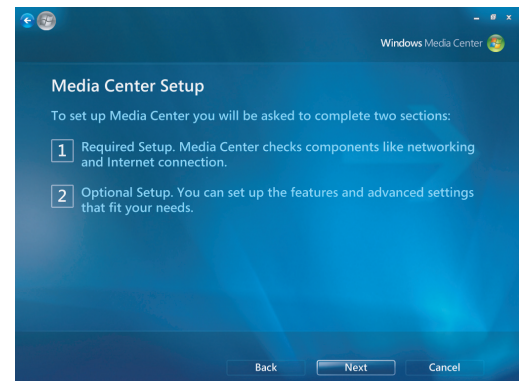 Windows Media Center
Media Center Setup
To set up Media Center you will be asked to complete two sections:
1 Required Setup. Media Center checks components like networking
and Internet connection.
2 Optional Setup. You can set up the features and advanced settings
that fit your needs.
Back Next Cancel